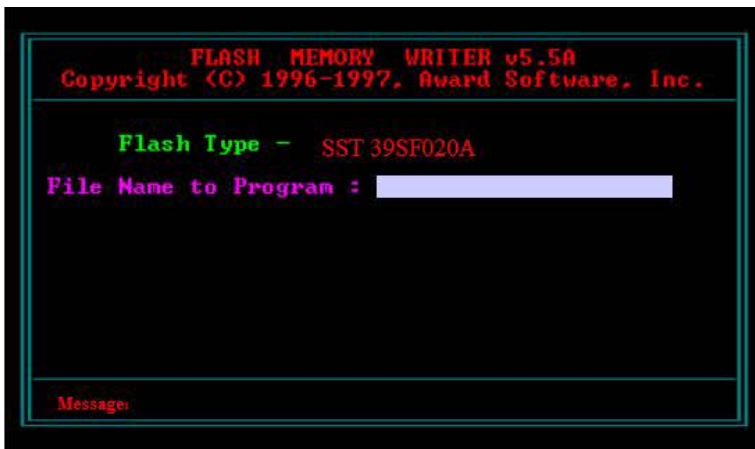 FLASH MEMORY WRITER v5.5A
Copyright (C) 1996-1997, Award Software, Inc.
Flash Type - SST 39SF020A
File Name to Program :
Message: